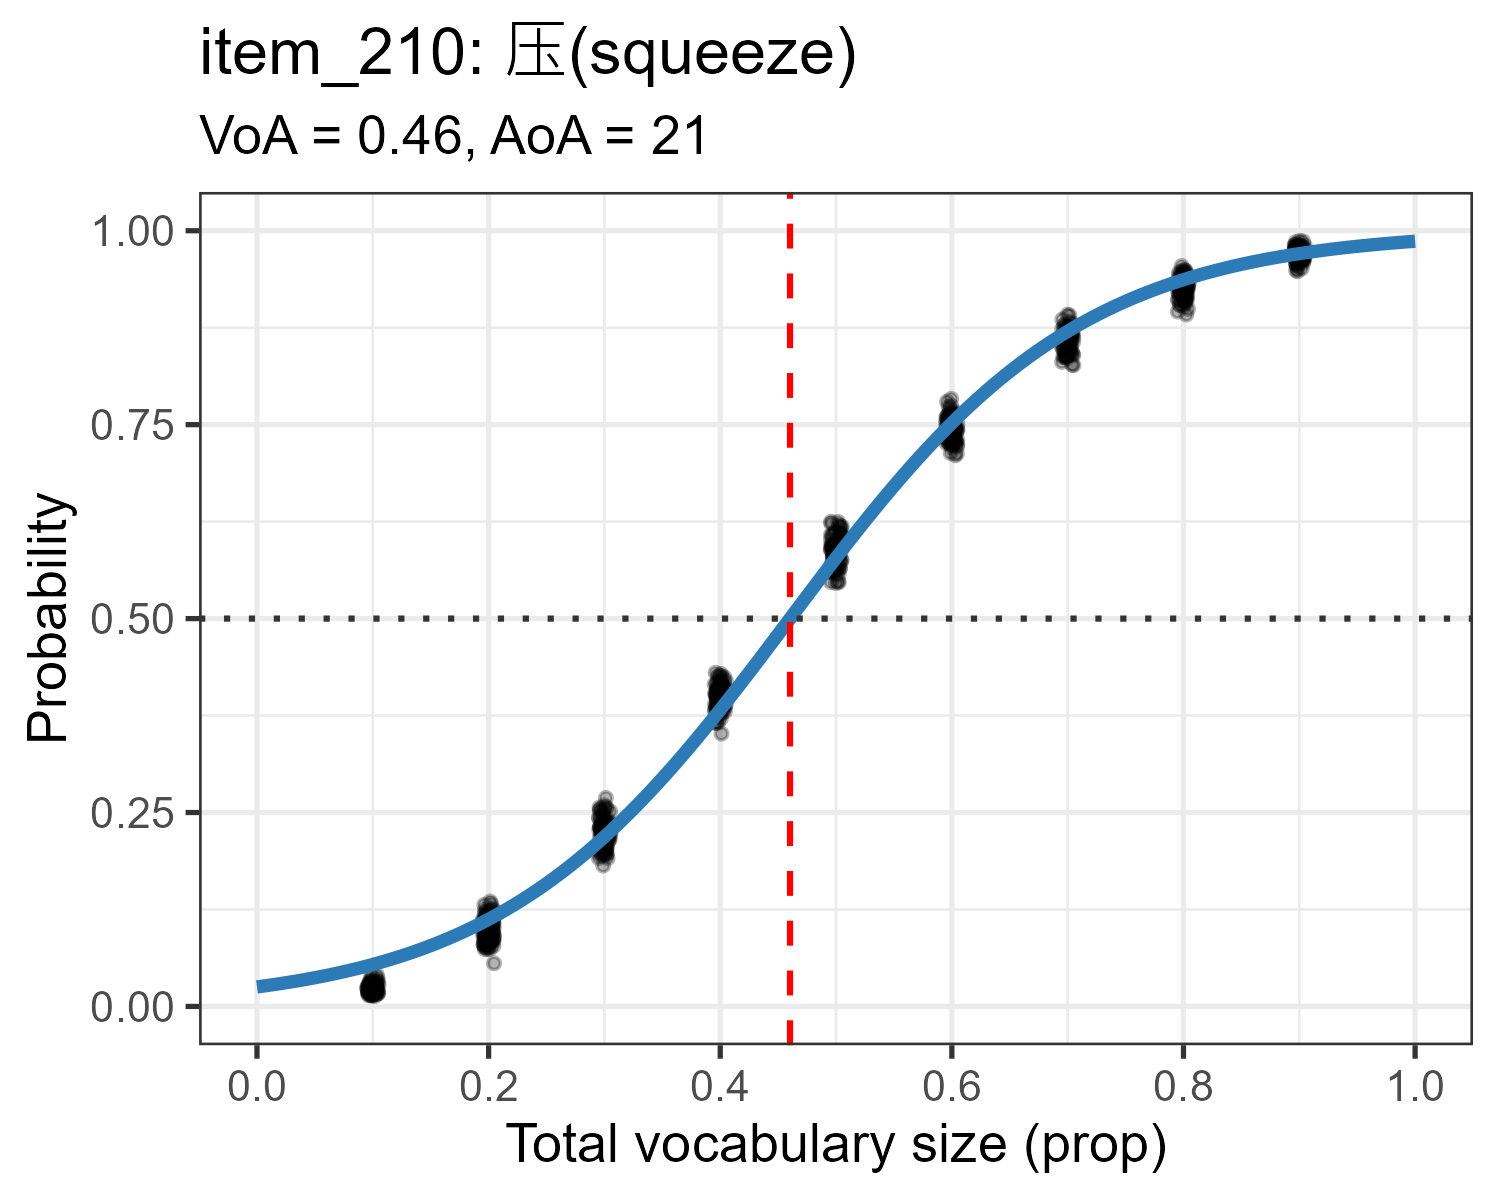 item_210: 压(squeeze)
VoA = 0.46, AoA = 21
1.00
0.75
0.50
0.25
0.00
Probability
0.0 0.2 0.4 0.6 0.8 1.0
Total vocabulary size (prop)